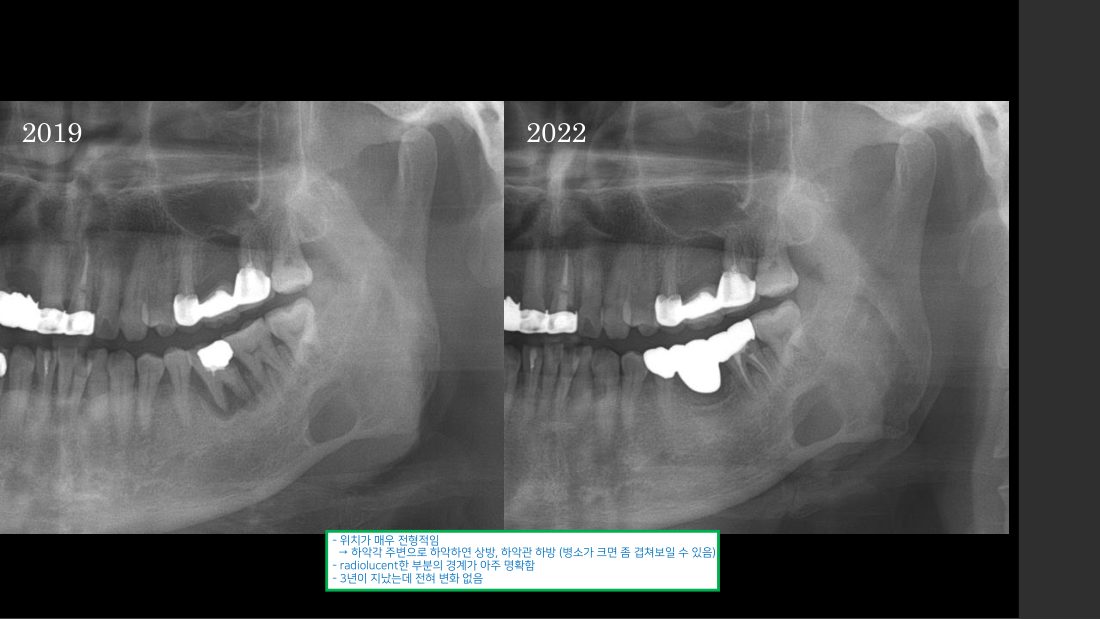 2019
2022
- 위치가 매우 전형적임
→ 하악각 주변으로 하악하연 상방, 하악관 하방 (병소가 크면 좀 겹쳐보일 수 있음)
- radiolucent한 부분의 경계가 아주 명확함
- 3년이 지났는데 전혀 변화 없음